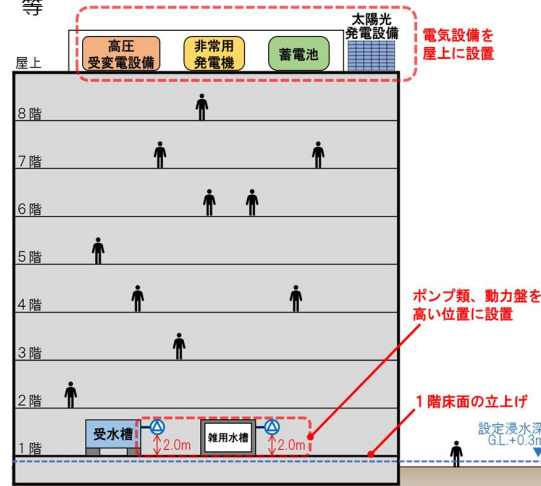 等
太陽光
発電設備
高圧
受変電設備
非常用
発電機
蓄電池
電気設備を
屋上に設置
屋上
8階
7階
6階
5階
4階
ポンプ類、動力盤を
高い位置に設置
3階
2階
1階床面の立上げ
受水槽
2.0m
雑用水槽
2.0m
設定浸水深
G.L.+0.3m
1階